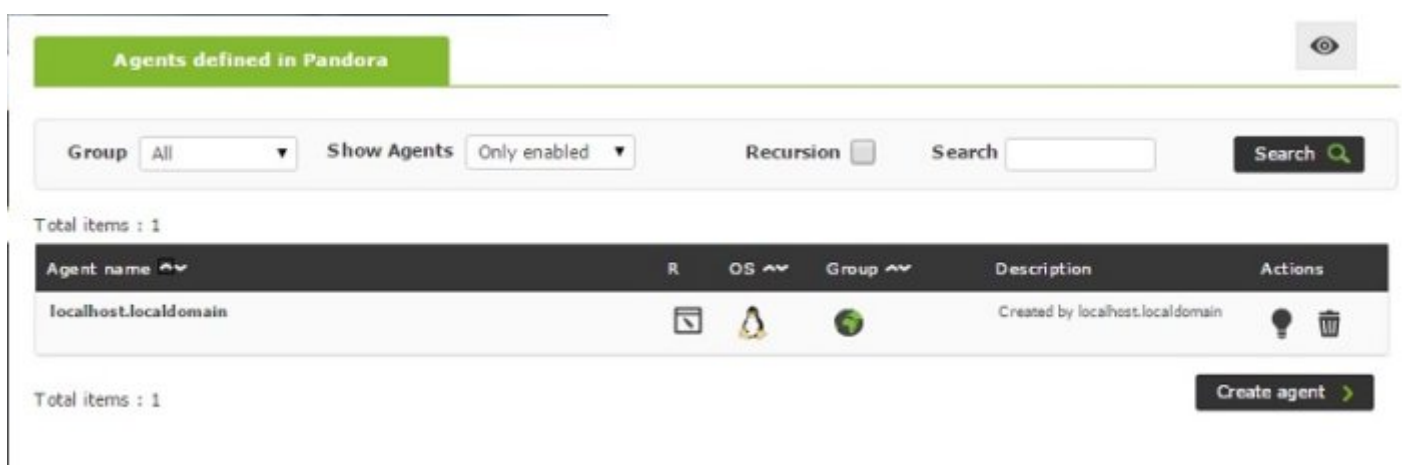 Agents defined in Pandora
Group All Show Agents Only enabled Recursion Search Search
Total items : 1
Agent name R OS Group Description Actions
localhost.localdomain Created by localhost.localdomain
Total items : 1 Create agent